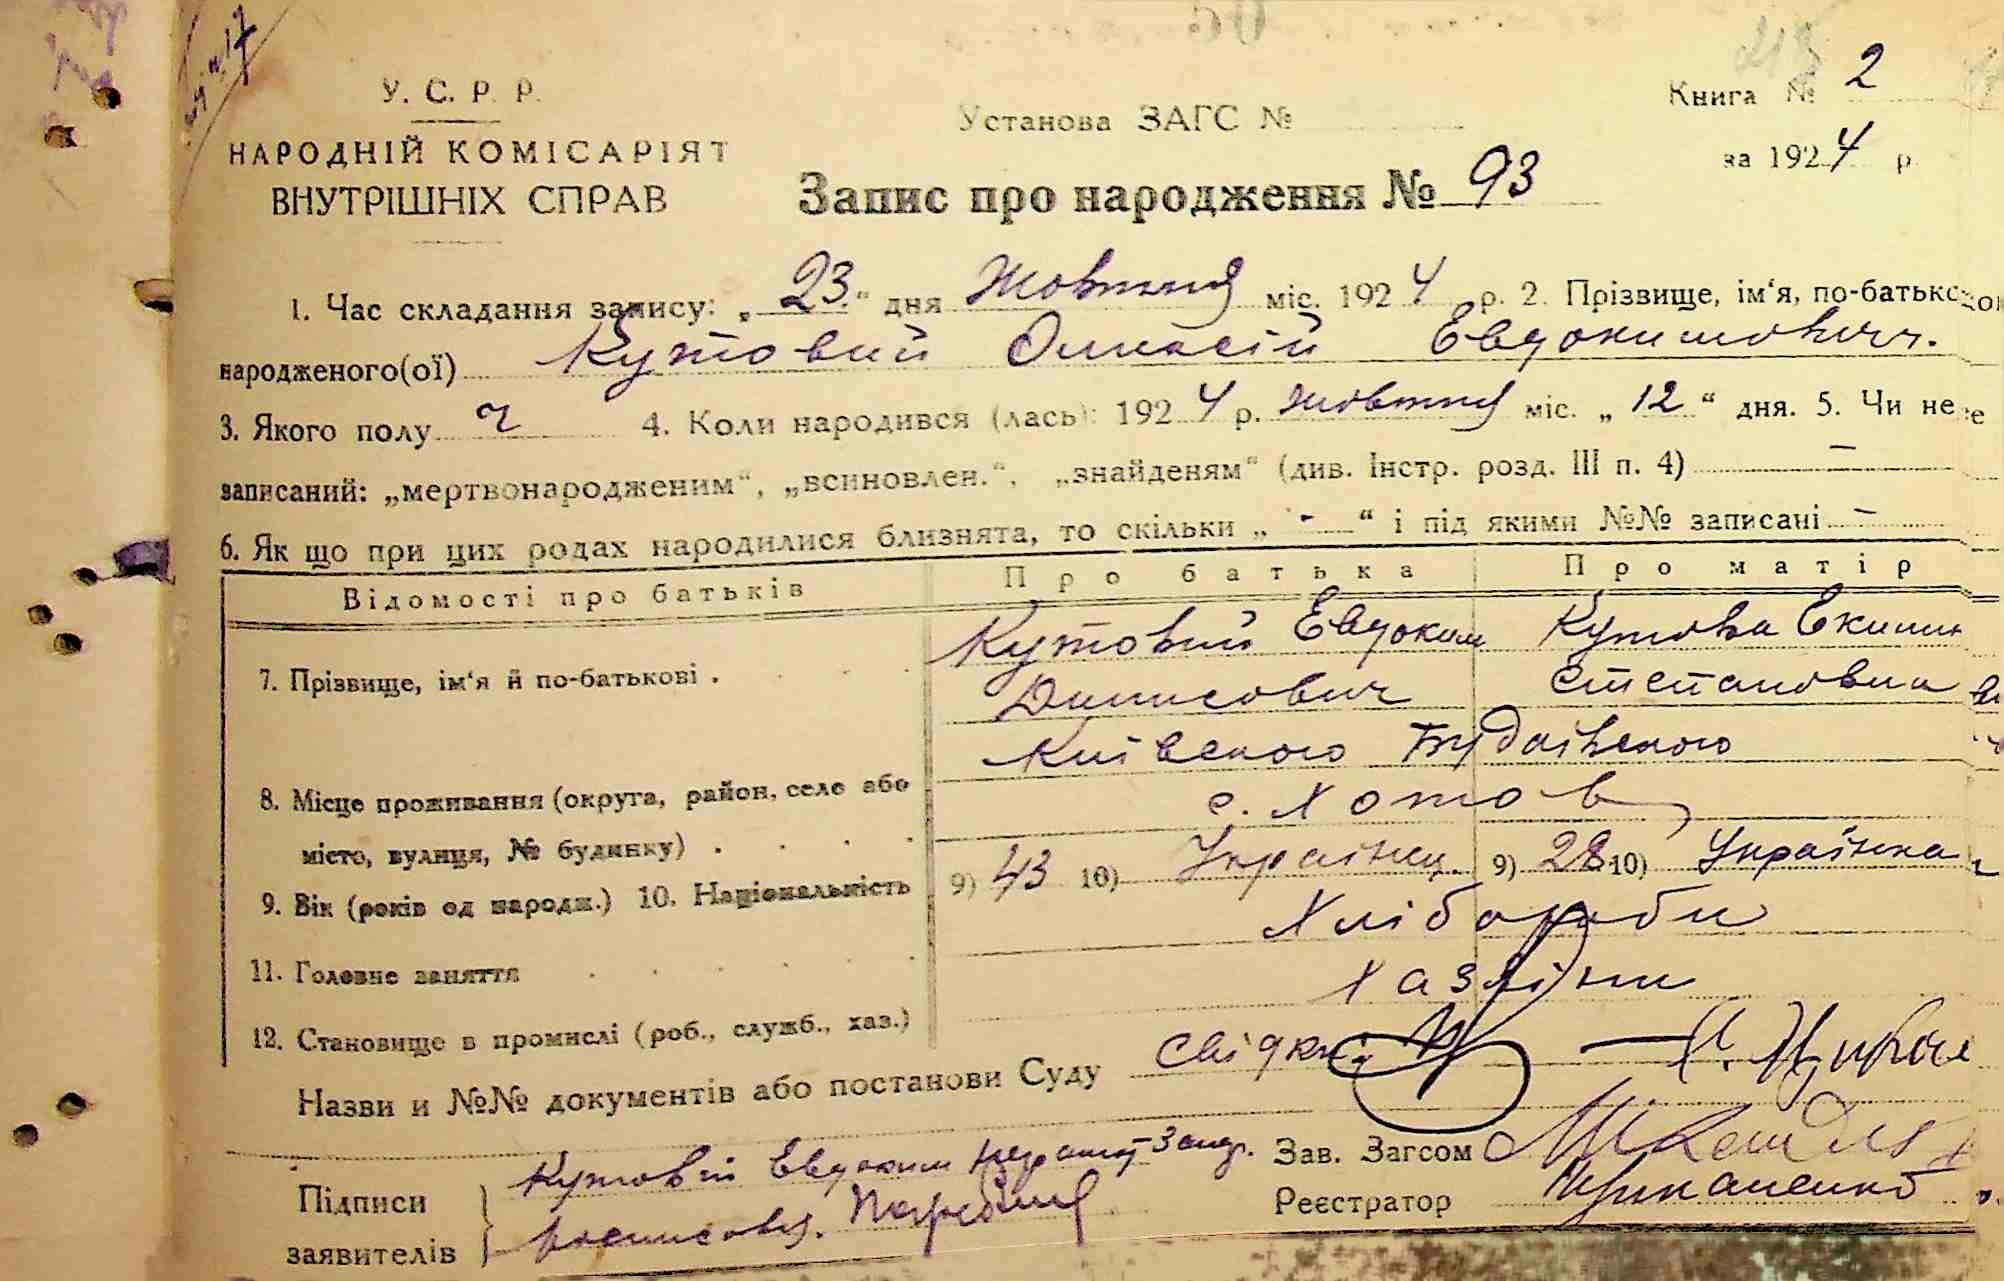 У. С. Р. Р.
НАРОДНІЙ КОМІСАРІЯТ
ВНУТРІШНІХ СПРАВ
Установа ЗАГС №
Книга № 2
за 1924 р
Запис про народження № 93
1. Час складання запису: „23.“ дня Жовтня міс. 1924 р. 2. Прізвище, ім‘я, по-батьк
народженого(ої) Кутовий Опанасій Евдокимович.
3. Якого полу ч 4. Коли народився (лась): 1924 р. жовтня міс. „12“ дня. 5. Чи не
записаний: „мертвонародженим“, „всиновлен.“, „знайденям“ (див. Інстр. розд. III п. 4) —
6. Як що при цих родах народилися близнята, то скільки „ - “ і під якими №№ записані —
Відомості про батьків Про батька Про матір
7. Прізвище, ім‘я й по-батькові . Кутовий Евдоким Кутова
Степановна
Київського Будаївського
8. Місце проживання (округа, район, село або с. Хотов
місто, вулиця, № будинку)
9. Вік (років од народж.) 10. Національність 9) 43 10) Українец. 9) 28 10) Українка
Хлібороби
11. Головне заняття
Хазяїни
12. Становище в промислі (роб., служб., хаз.)
Назви и №№ документів або постанови Суду Свідки
Підписи
заявителів
Кутовий Евдоким
Зав. Загсом
Реєстратор